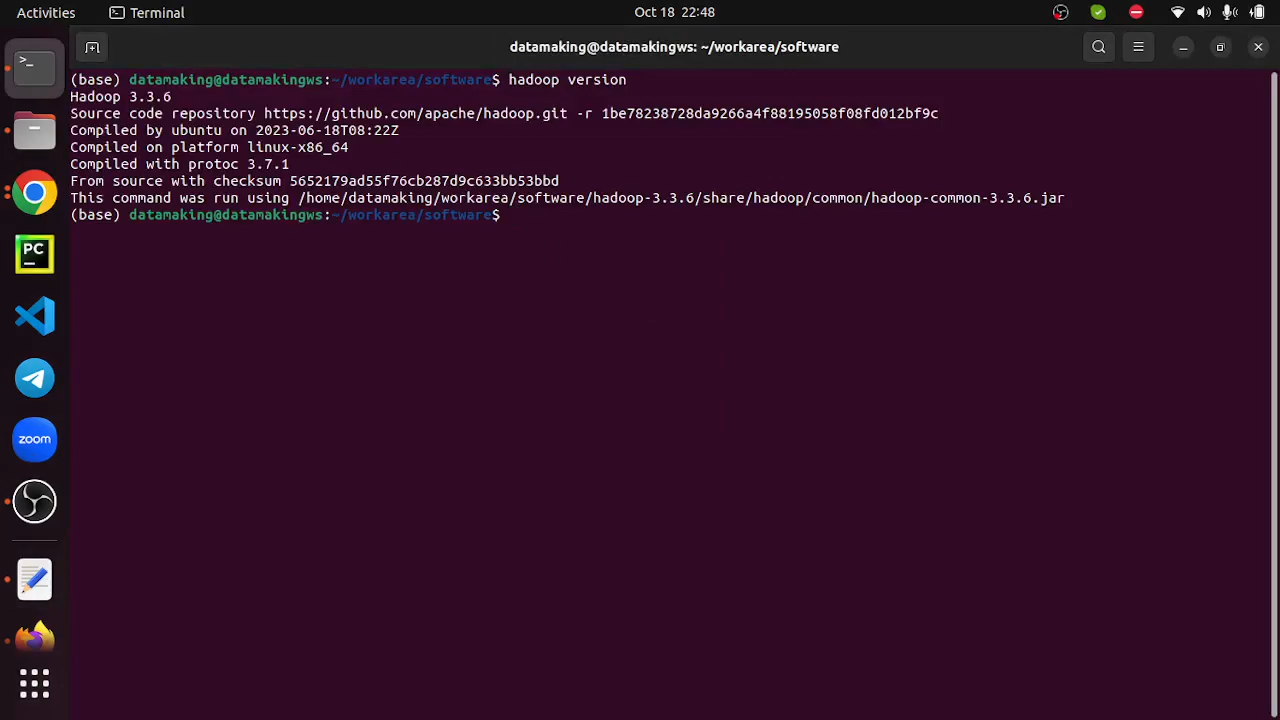 Activities Terminal Oct 18 22:48
datamaking@datamakingws: ~/workarea/software
(base) datamaking@datamakingws:~/workarea/software$ hadoop version
Hadoop 3.3.6
Source code repository https://github.com/apache/hadoop.git -r 1be78238728da9266a4f88195058f08fd012bf9c
Compiled by ubuntu on 2023-06-18T08:22Z
Compiled on platform linux-x86_64
Compiled with protoc 3.7.1
From source with checksum 5652179ad55f76cb287d9c633bb53bbd
This command was run using /home/datamaking/workarea/software/hadoop-3.3.6/share/hadoop/common/hadoop-common-3.3.6.jar
(base) datamaking@datamakingws:~/workarea/software$
PC
zoom